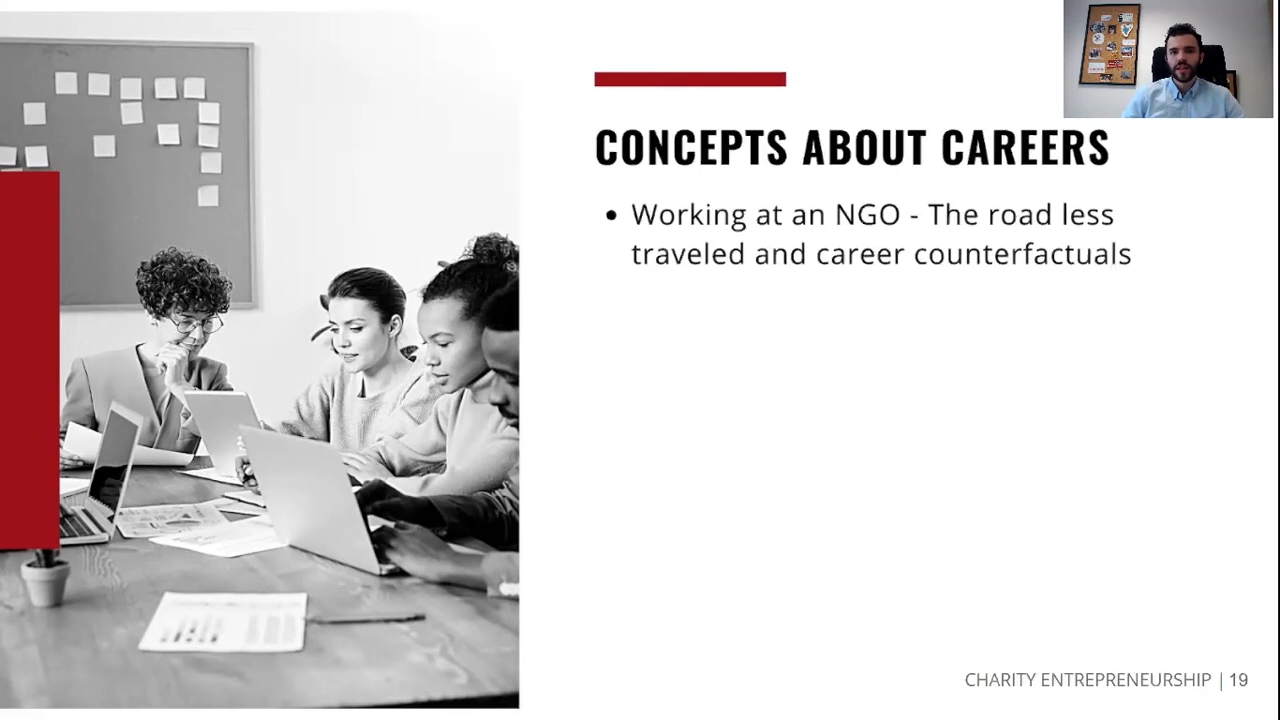 CONCEPTS ABOUT CAREERS
• Working at an NGO - The road less
traveled and career counterfactuals
CHARITY ENTREPRENEURSHIP | 19